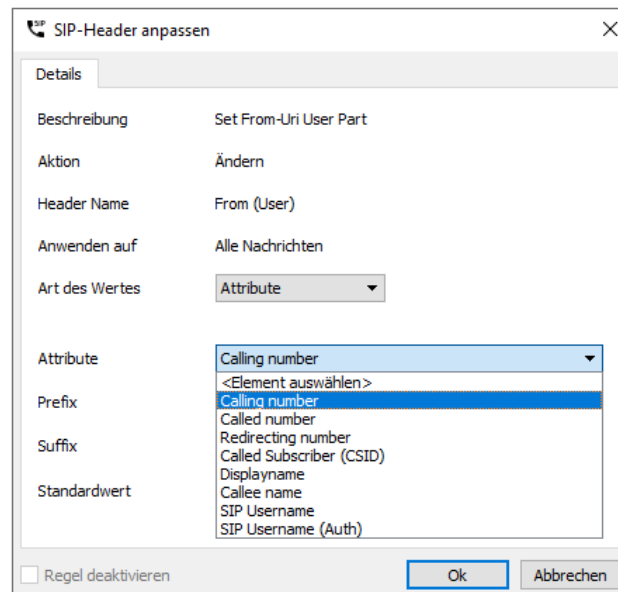 SIP
SIP-Header anpassen
Details
Beschreibung Set From-Uri User Part
Aktion Ändern
Header Name From (User)
Anwenden auf Alle Nachrichten
Art des Wertes Attribute
Attribute Calling number
<Element auswählen>
Prefix Calling number
Called number
Redirecting number
Suffix Called Subscriber (CSID)
Displayname
Standardwert Callee name
SIP Username
SIP Username (Auth)
Regel deaktivieren Ok Abbrechen